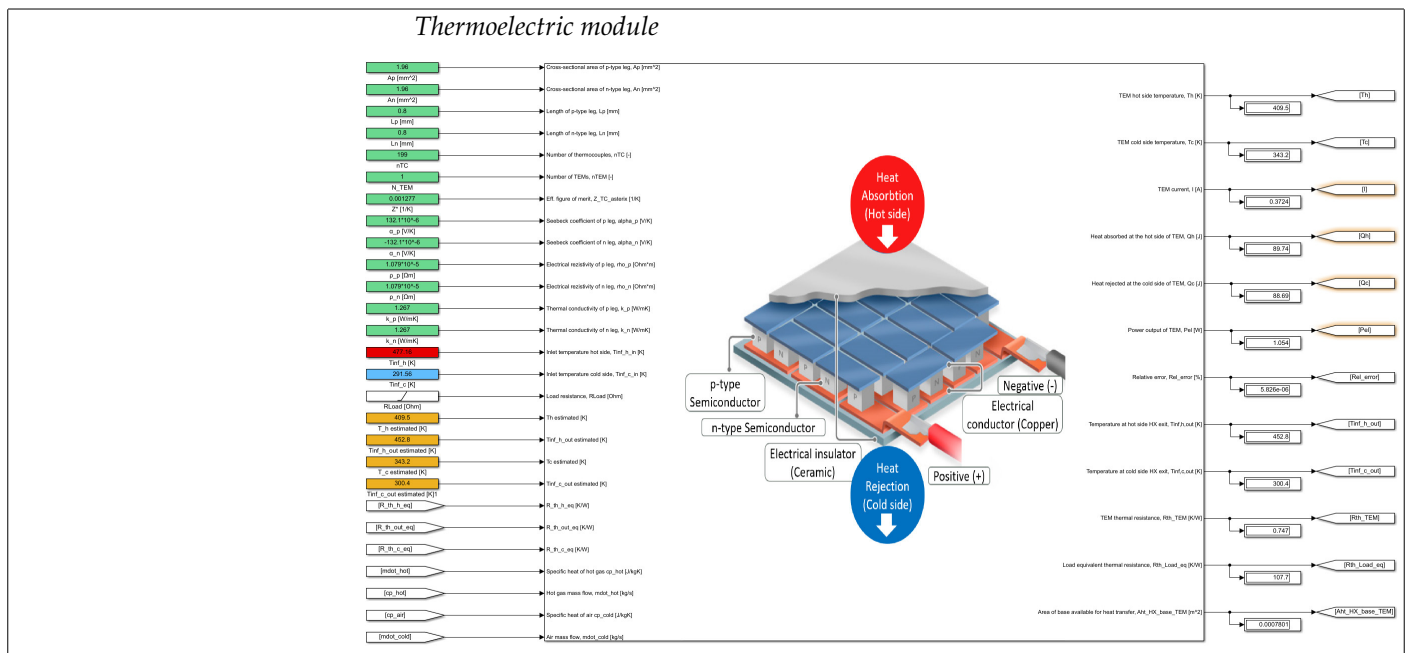 Thermoelectric module
1.96
Ap [mm^2]
1.96
An [mm^2]
0.8
Lp [mm]
0.8
Ln [mm]
199
nTC
1
N_TEM
0.001277
Z* [1/K]
132.1*10^-6
α_p [V/K]
-132.1*10^-6
α_n [V/K]
1.079*10^-5
ρ_p [Ωm]
1.079*10^-5
ρ_n [Ωm]
1.267
k_p [W/mK]
1.267
k_n [W/mK]
Tinf_h [K]
291.56
Tinf_c [K]
RLoad [Ohm]
409.5
T_h estimated [K]
452.8
Tinf_h_out estimated [K]
343.2
T_c estimated [K]
300.4
Tinf_c_out estimated [K]1
[R_th_h_eq]
[R_th_out_eq]
[R_th_c_eq]
[mdot_hot]
[cp_hot]
[cp_air]
[mdot_cold]
Cross-sectional area of p-type leg, Ap [mm^2]
Cross-sectional area of n-type leg, An [mm^2]
Length of p-type leg, Lp [mm]
Length of n-type leg, Ln [mm]
Number of thermocouples, nTC [-]
Number of TEMs, nTEM [-]
Eff. figure of merit, Z_TC_asterix [1/K]
Seebeck coefficient of p leg, alpha_p [V/K]
Seebeck coefficient of n leg, alpha_n [V/K]
Electrical rezistivity of p leg, rho_p [Ohm*m]
Electrical rezistivity of n leg, rho_n [Ohm*m]
Thermal conductivity of p leg, k_p [W/mK]
Thermal conductivity of n leg, k_n [W/mK]
Inlet temperature hot side, Tinf_h_in [K]
Inlet temperature cold side, Tinf_c_in [K]
Load resistance, RLoad [Ohm]
Th estimated [K]
Tinf_h_out estimated [K]
Tc estimated [K]
Tinf_c_out estimated [K]
R_th_h_eq [K/W]
R_th_out_eq [K/W]
R_th_c_eq [K/W]
Specific heat of hot gas cp_hot [J/kgK]
Hot gas mass flow, mdot_hot [kg/s]
Specific heat of air cp_cold [J/kgK]
Air mass flow, mdot_cold [kg/s]
Heat
Absorbtion
(Hot side)
P
N
P
N
P
N
P
N
p-type
Semiconductor
n-type Semiconductor
Electrical insulator
(Ceramic)
Negative (-)
Electrical
conductor (Copper)
Positive (+)
Heat
Rejection
(Cold side)
TEM hot side temperature, Th [K]
409.5
[Th]
TEM cold side temperature, Tc [K]
343.2
[Tc]
TEM current, I [A]
0.3724
[I]
Heat absorbed at the hot side of TEM, Qh [J]
89.74
[Qh]
Heat rejected at the cold side of TEM, Qc [J]
88.69
[Qc]
Power output of TEM, Pel [W]
1.054
[Pel]
Relative error, Rel_error [%]
5.826e-06
[Rel_error]
Temperature at hot side HX exit, Tinf,h,out [K]
452.8
[Tinf_h_out]
Temperature at cold side HX exit, Tinf,c,out [K]
300.4
[Tinf_c_out]
TEM thermal resistance, Rth_TEM [K/W]
0.747
[Rth_TEM]
Load equivalent thermal resistance, Rth_Load_eq [K/W]
107.7
[Rth_Load_eq]
Area of base available for heat transfer, Aht_HX_base_TEM [m^2]
0.0007801
[Aht_HX_base_TEM]